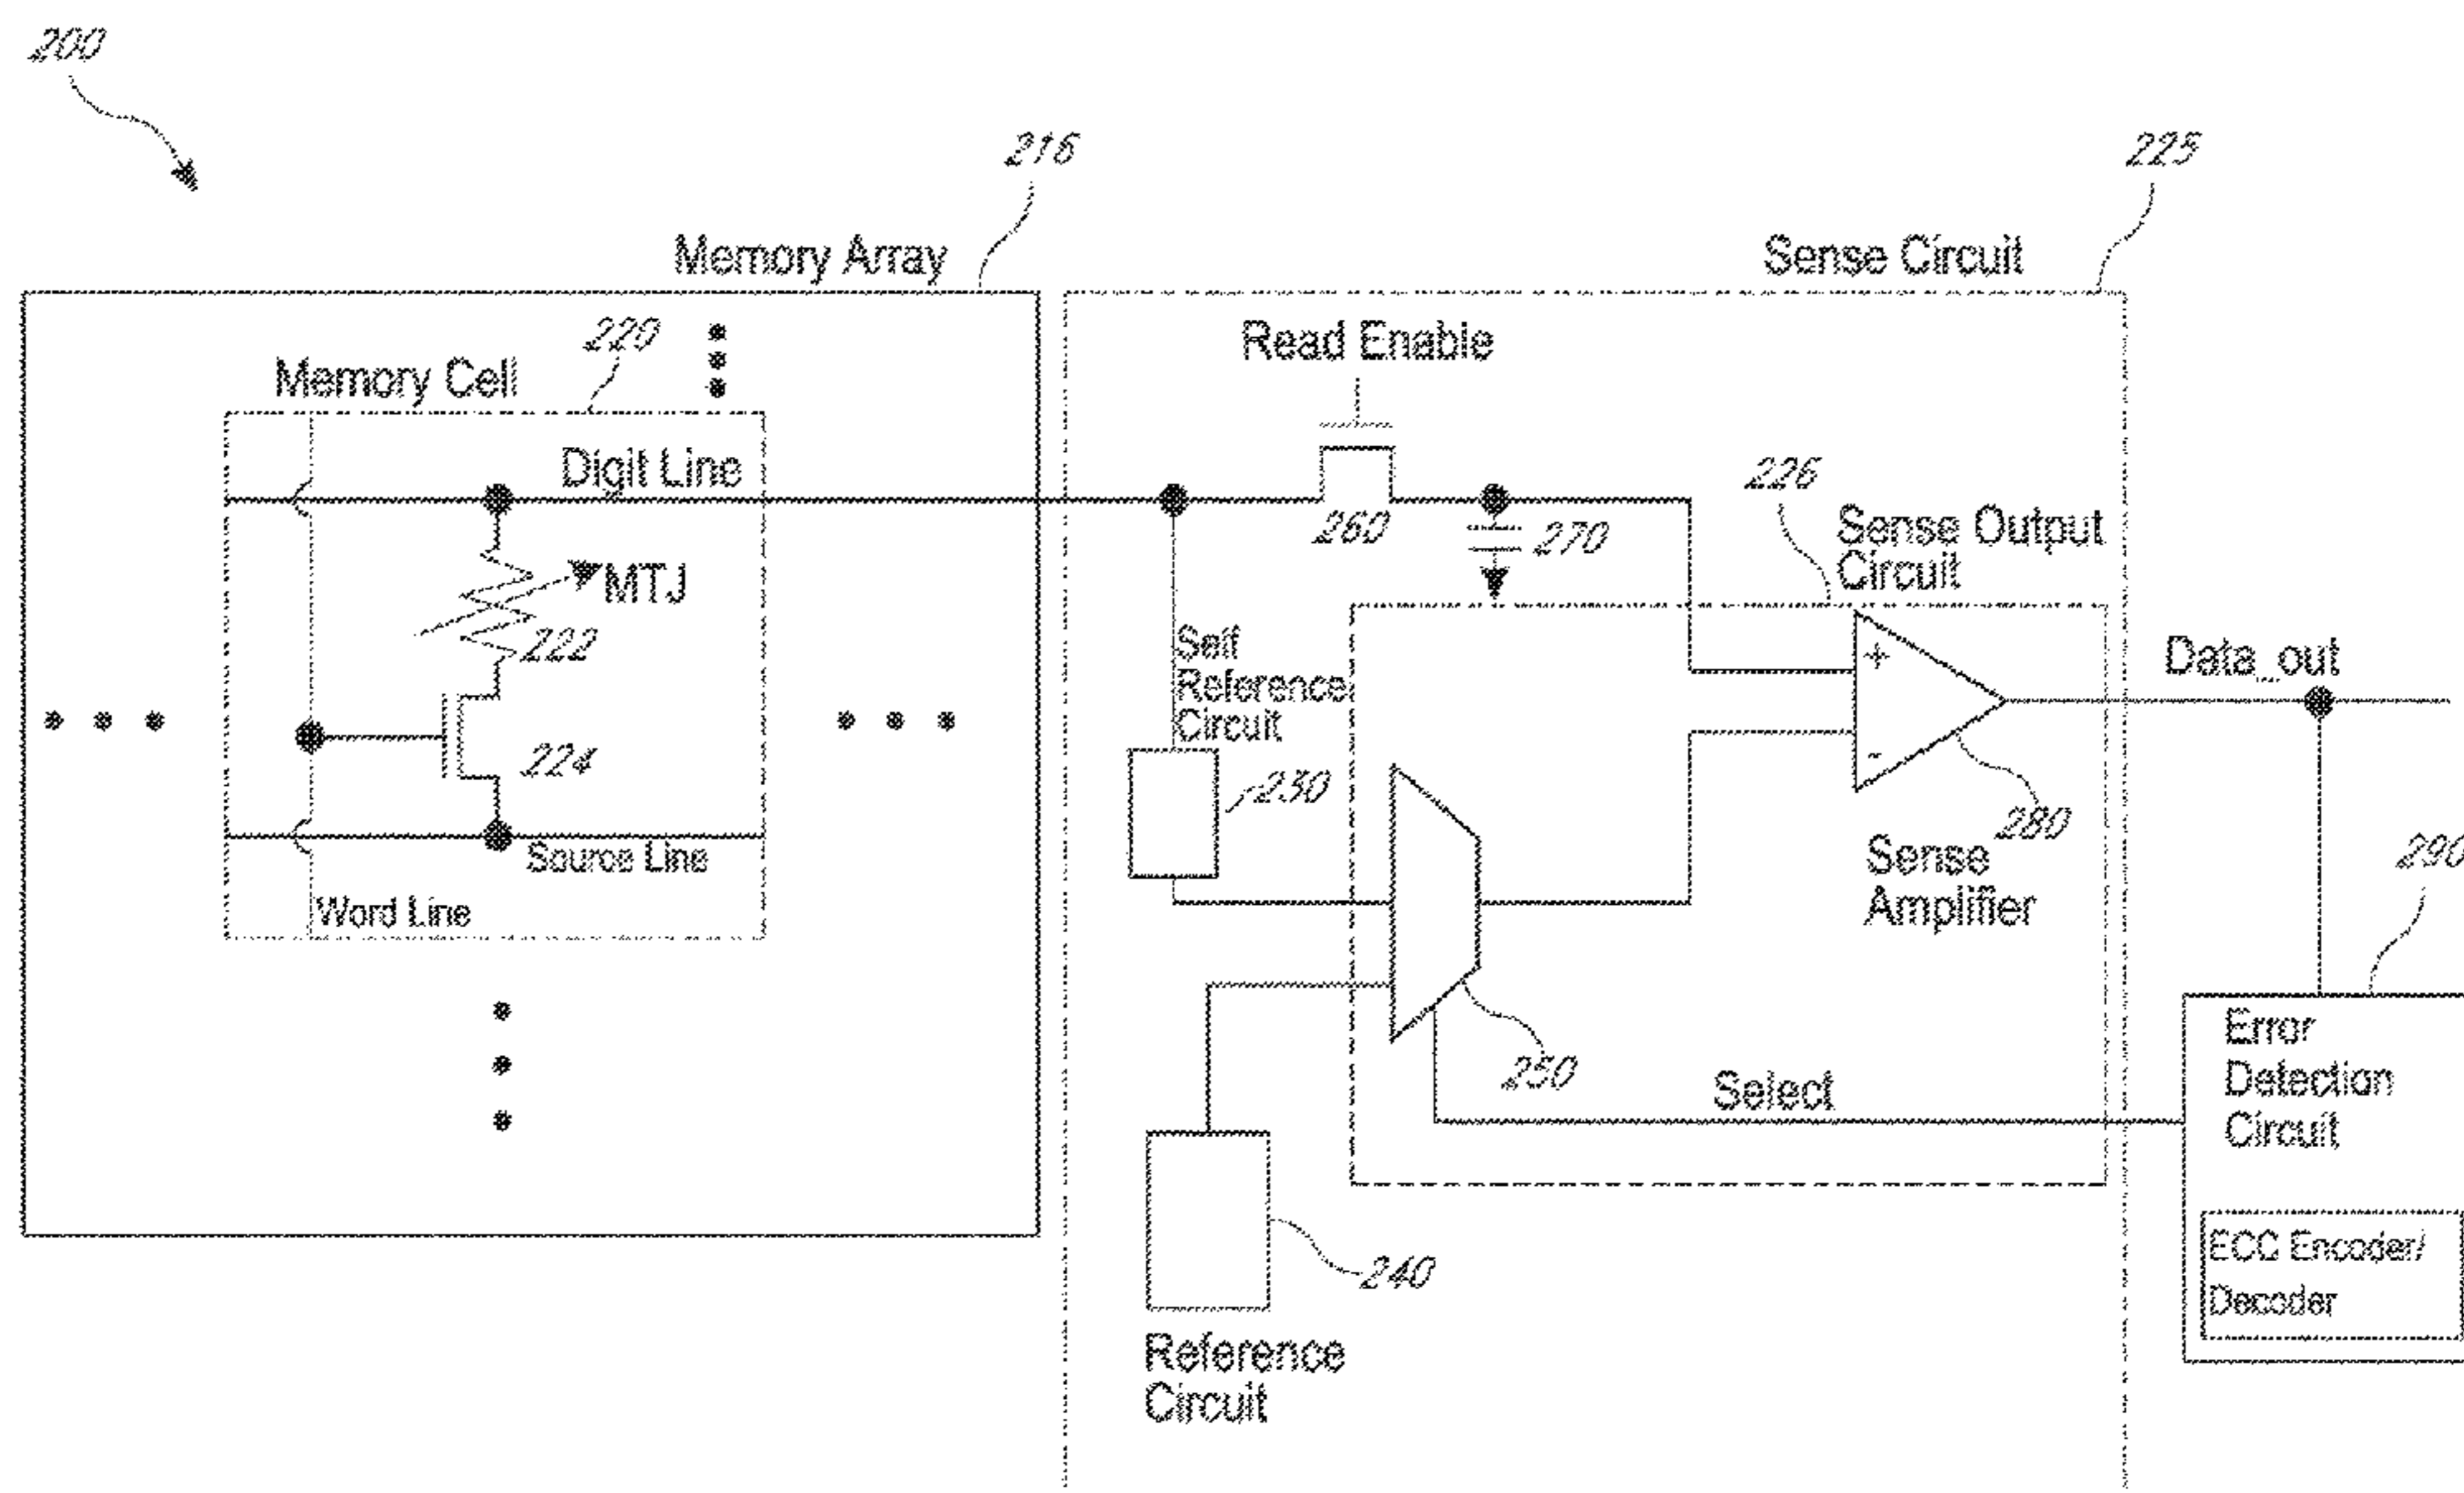 200
216
225
Memory Array
Sense Circuit
220
Memory Cell
Read Enable
Digit Line
260
270
226
Sense Output
Circuit
MTJ
222
Self
Reference
Circuit
+
Data_out
224
230
-
280
Source Line
Sense
Amplifier
290
Word Line
Error
Detection
Circuit
250
Select
240
ECC Encoder/
Decoder
Reference
Circuit